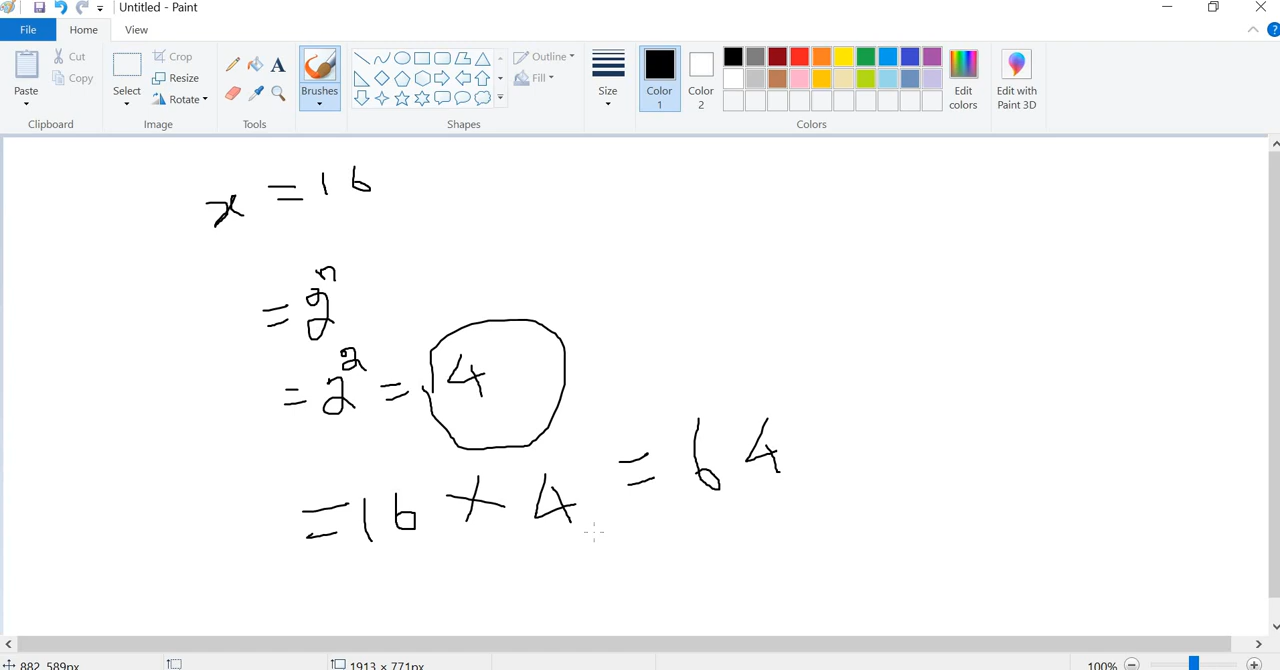 Untitled - Paint
File Home View
Paste Cut Copy
Clipboard
Select Crop Resize Rotate
Image
A
Tools
Brushes
Shapes
Outline
Fill
Size
Color 1
Color 2
Edit colors
Colors
Edit with Paint 3D
x = 16
= 2^n
= 2^2 = 4
= 16 × 4 = 64
882, 589px 1913 × 771px 100%